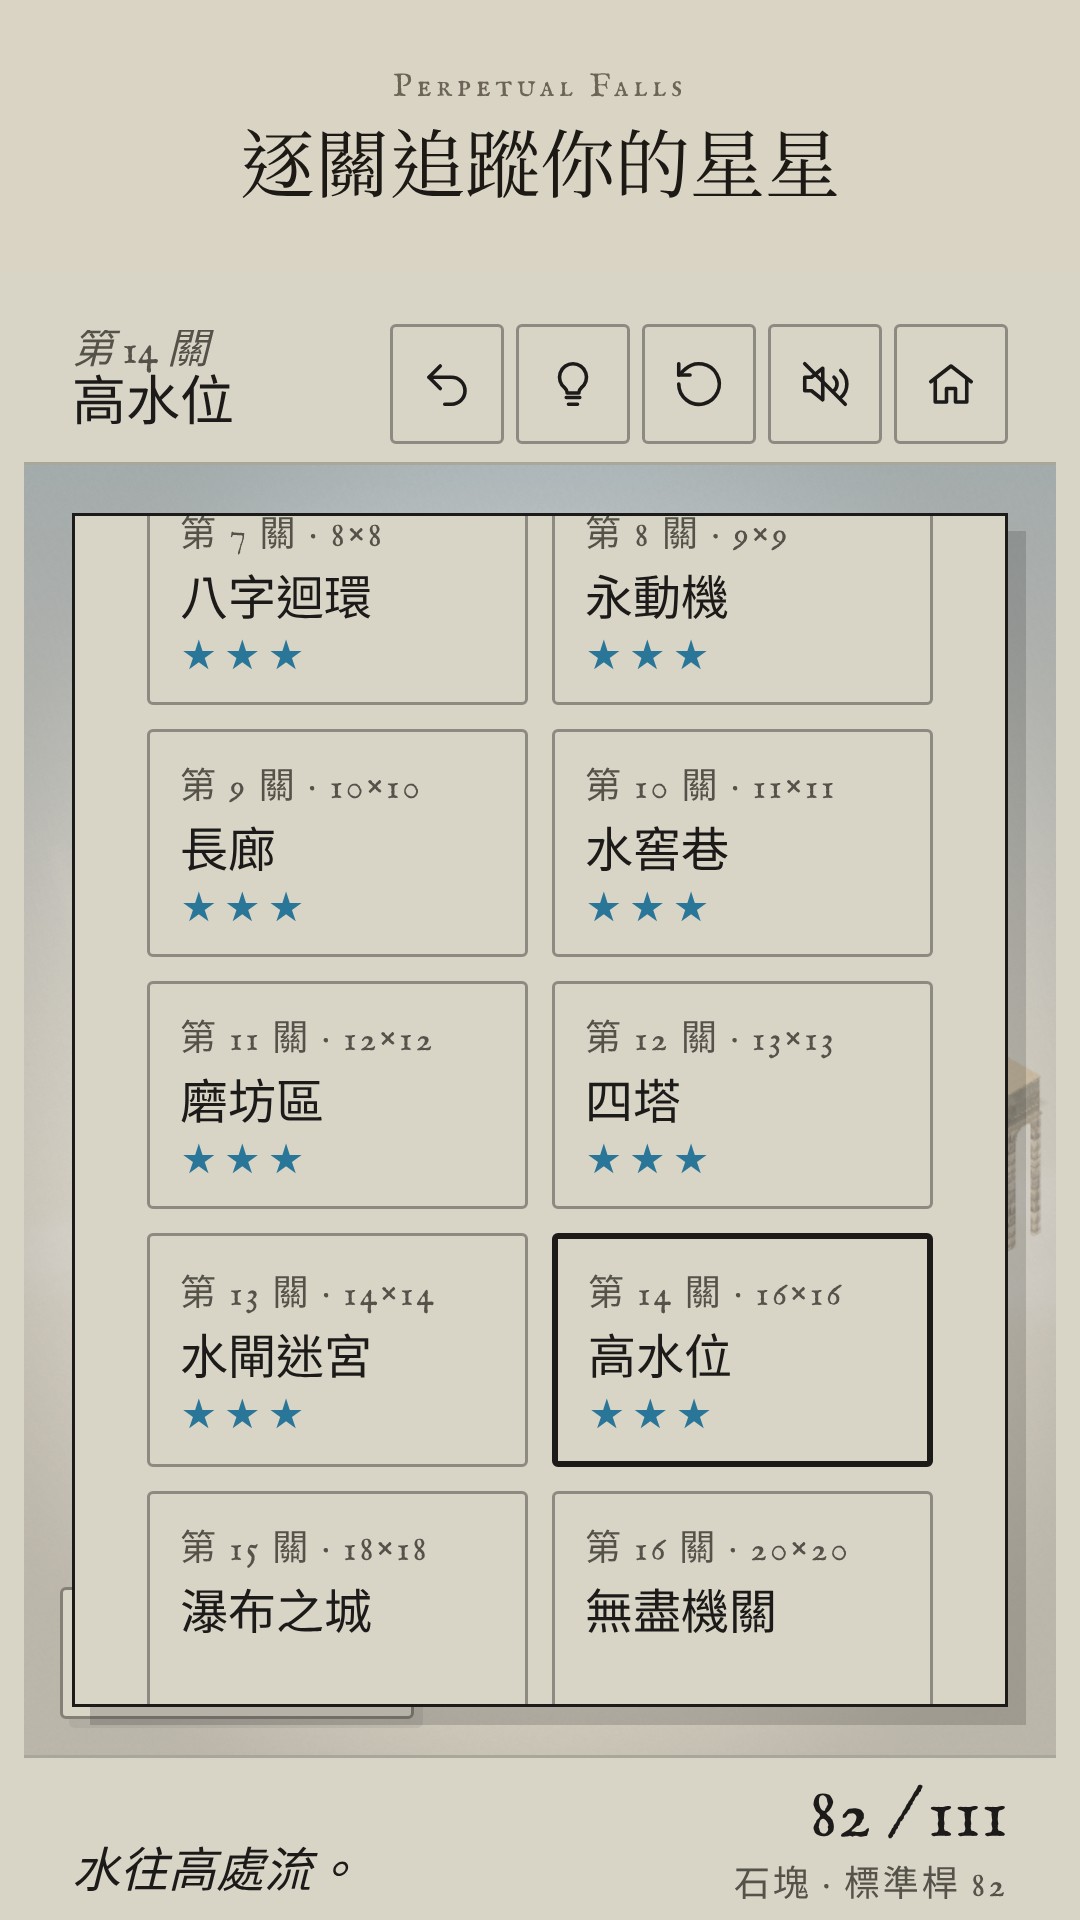 Perpetual Falls
逐關追蹤你的星星
第 14 關
高水位
第 7 關 · 8×8
八字迴環
★★★
第 8 關 · 9×9
永動機
★★★
第 9 關 · 10×10
長廊
★★★
第 10 關 · 11×11
水窖巷
★★★
第 11 關 · 12×12
磨坊區
★★★
第 12 關 · 13×13
四塔
★★★
第 13 關 · 14×14
水閘迷宮
★★★
第 14 關 · 16×16
高水位
★★★
第 15 關 · 18×18
瀑布之城
第 16 關 · 20×20
無盡機關
82 / 111
水往高處流。
石塊 · 標準桿 82